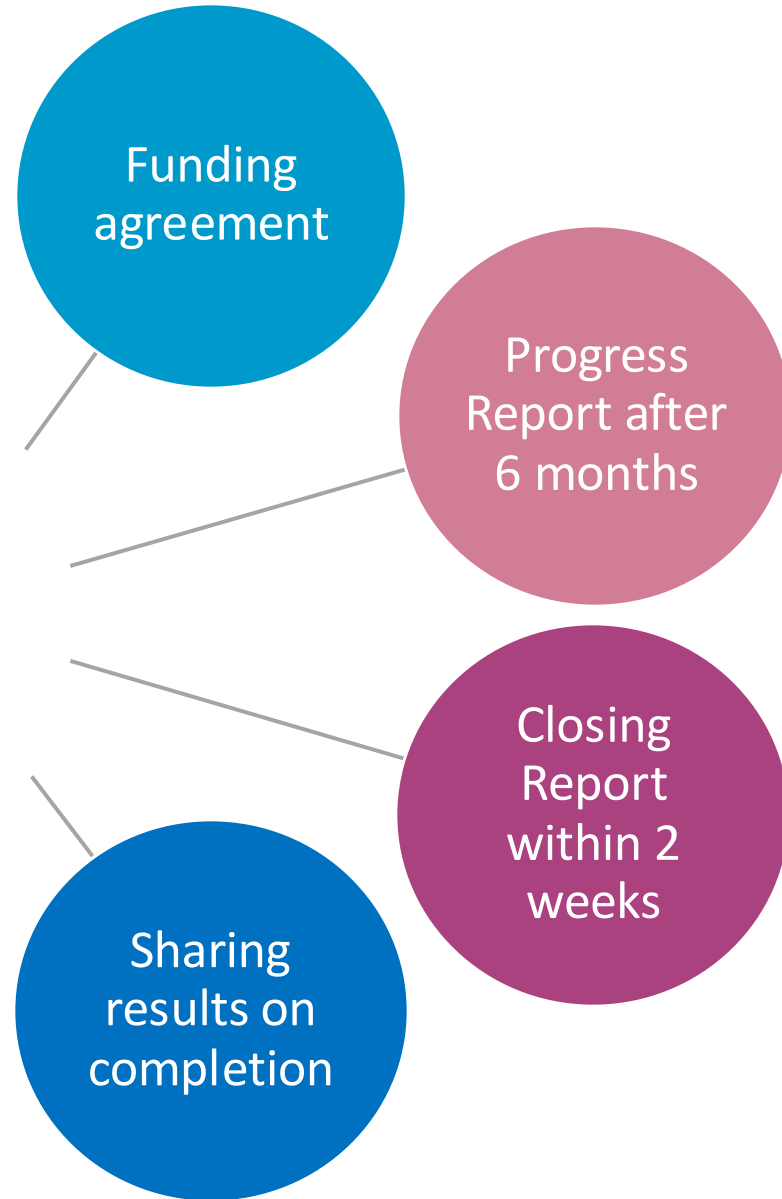 Funding
agreement
Progress
Report after
6 months
Closing
Report
within 2
weeks
Sharing
results on
completion